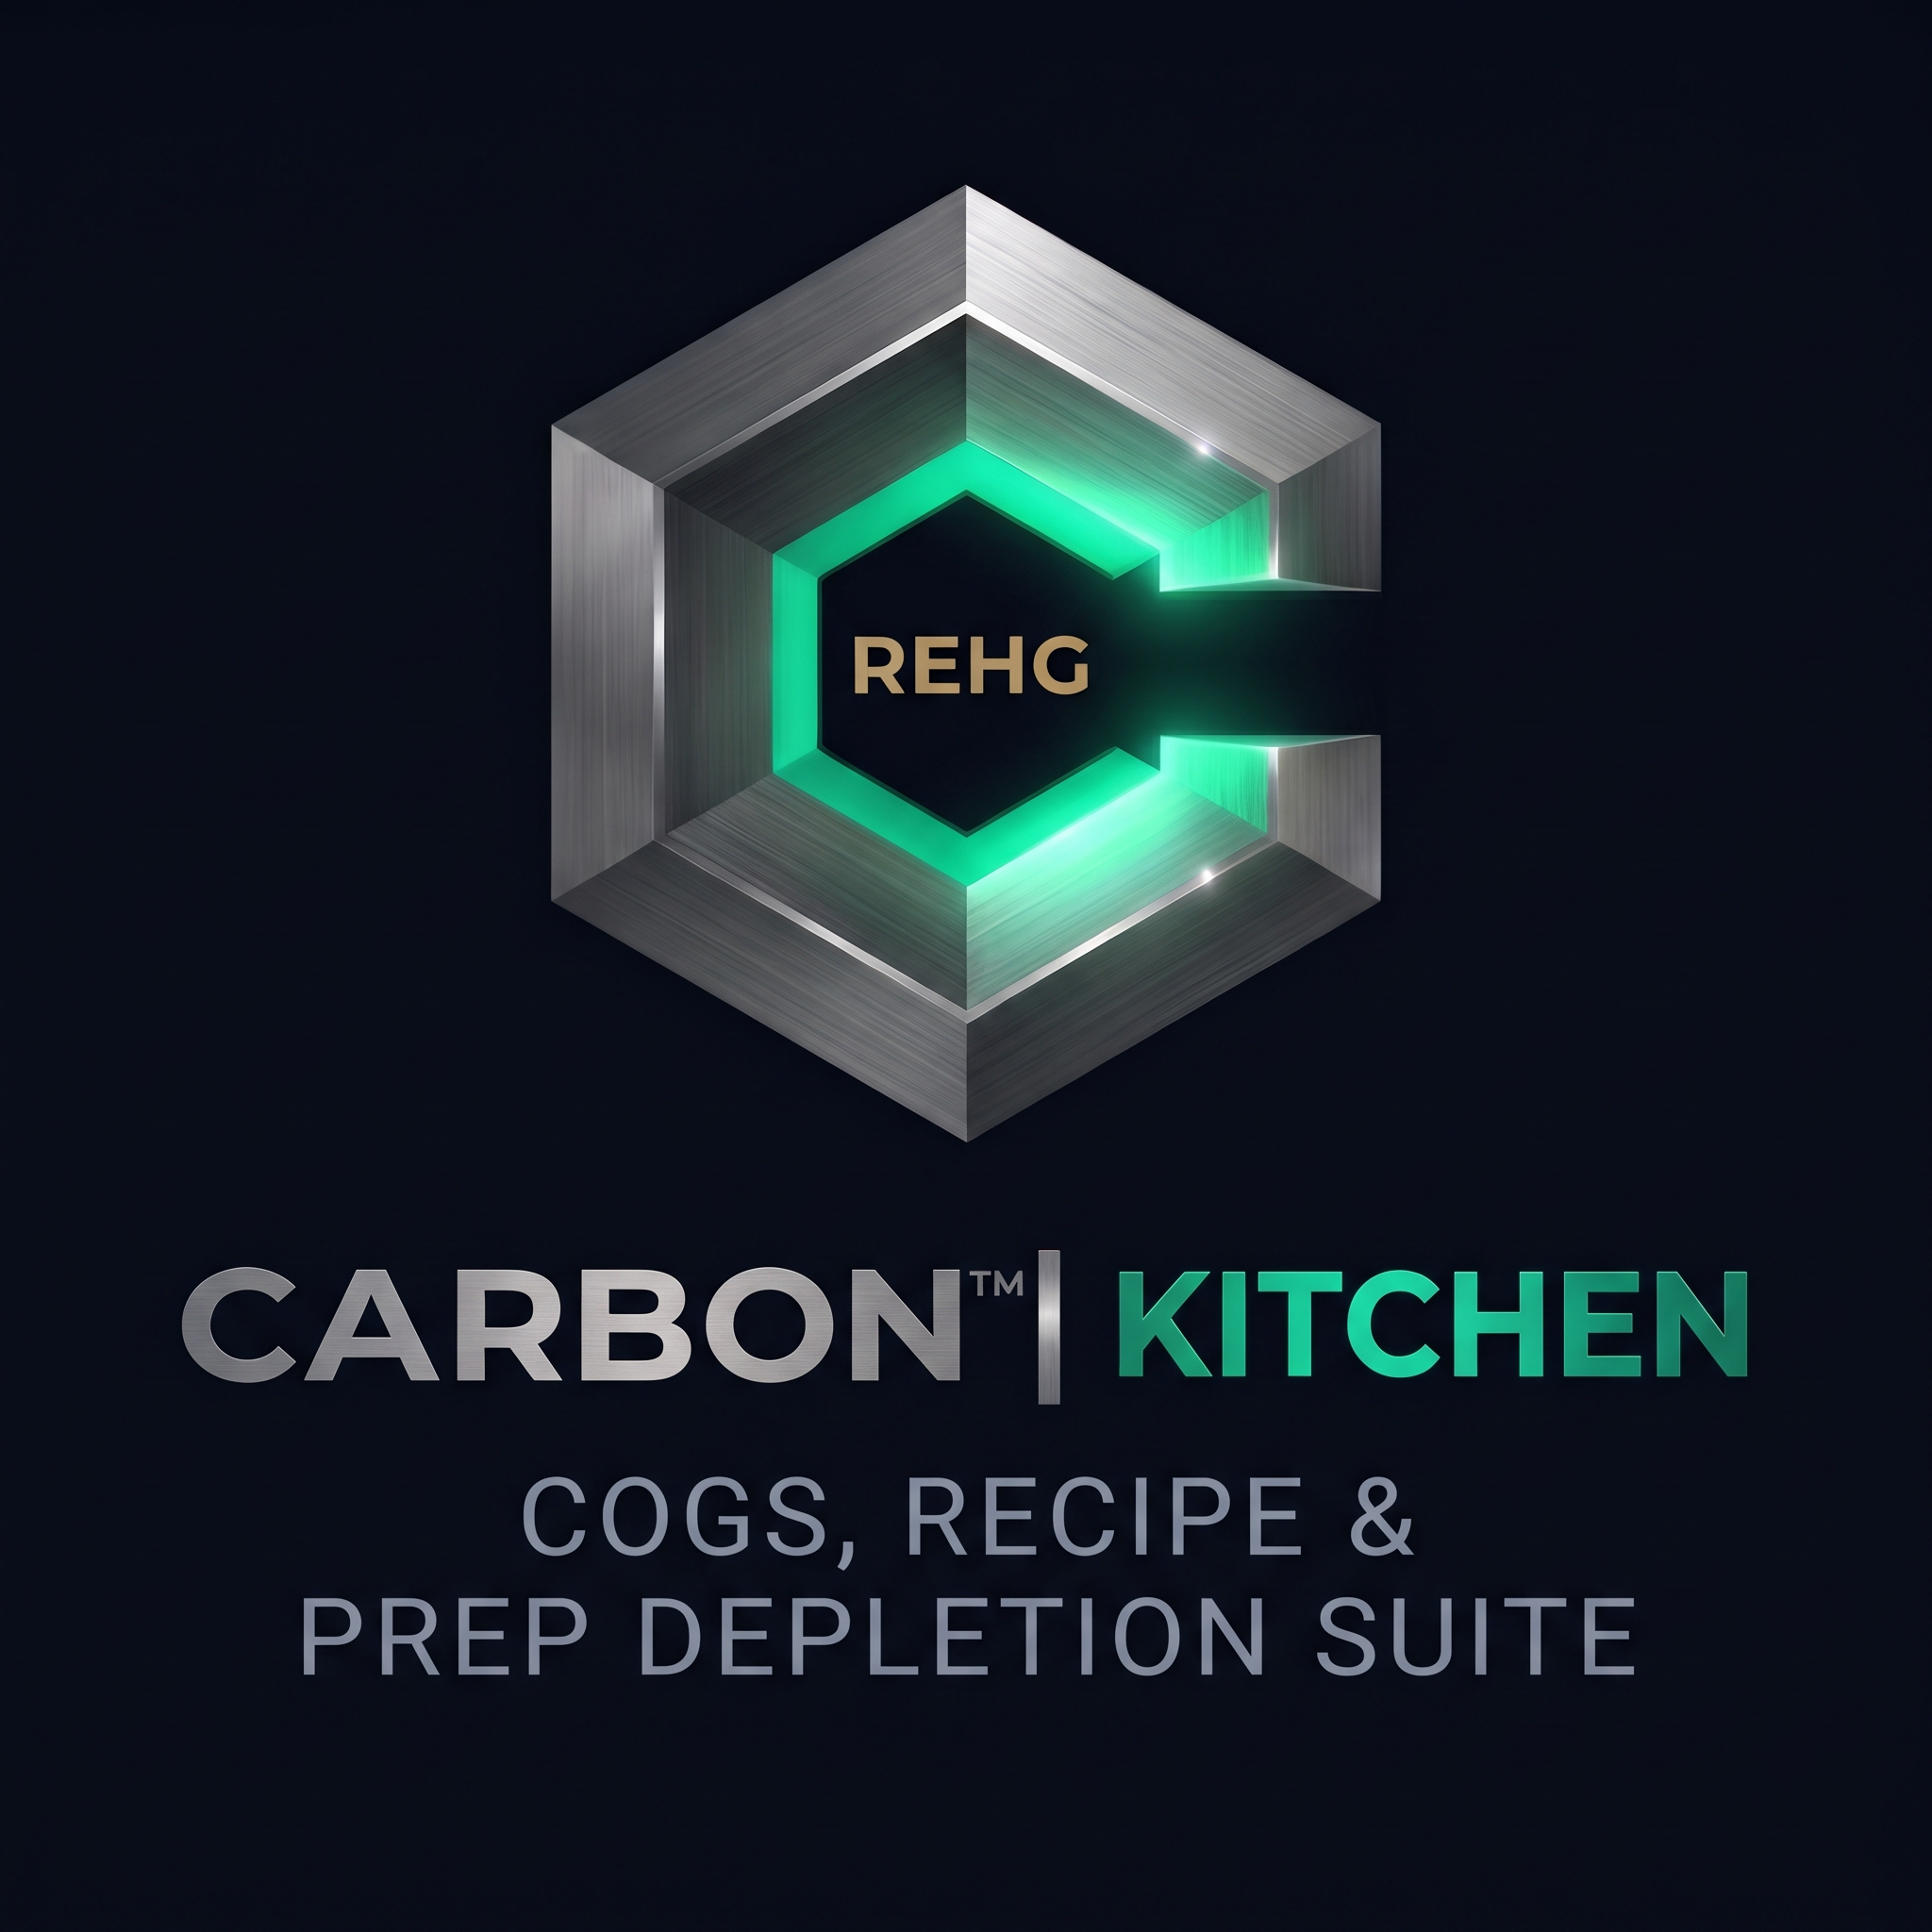 REHG
CARBON™ | KITCHEN
COGS, RECIPE &
PREP DEPLETION SUITE